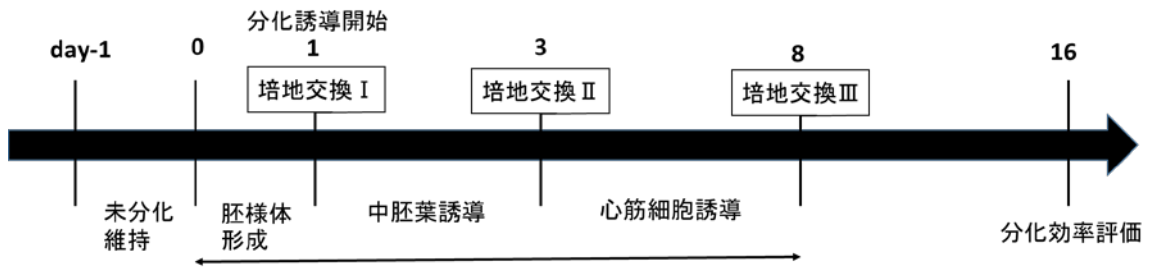 分化誘導開始
day-1 0 1 3 8 16
培地交換Ⅰ 培地交換Ⅱ 培地交換Ⅲ
未分化
維持
胚様体
形成
中胚葉誘導
心筋細胞誘導
分化効率評価